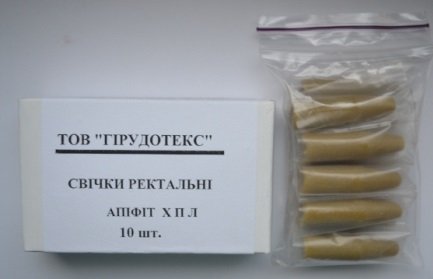 ТОВ "ГІРУДОТЕКС"
СВІЧКИ РЕКТАЛЬНІ
АПІФІТ Х П Л
10 шт.